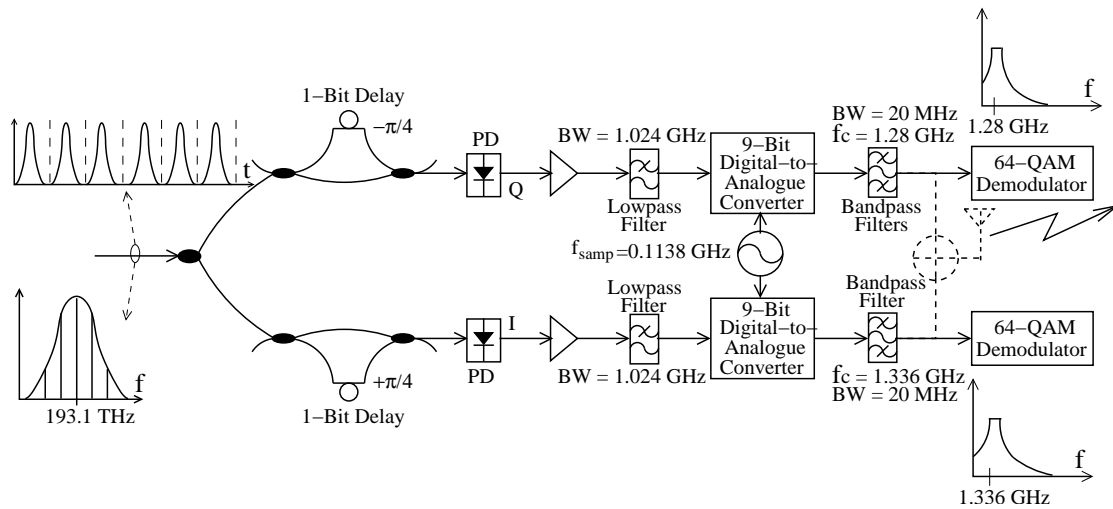 1−Bit Delay
−π/4
t
PD
Q
BW = 1.024 GHz
Lowpass
Filter
9−Bit
Digital−to−
Analogue
Converter
BW = 20 MHz
fc = 1.28 GHz
Bandpass
Filters
64−QAM
Demodulator
f
1.28 GHz
fsamp=0.1138 GHz
f
193.1 THz
+π/4
1−Bit Delay
I
PD
Lowpass
Filter
BW = 1.024 GHz
9−Bit
Digital−to−
Analogue
Converter
Bandpass
Filter
fc = 1.336 GHz
BW = 20 MHz
64−QAM
Demodulator
f
1.336 GHz